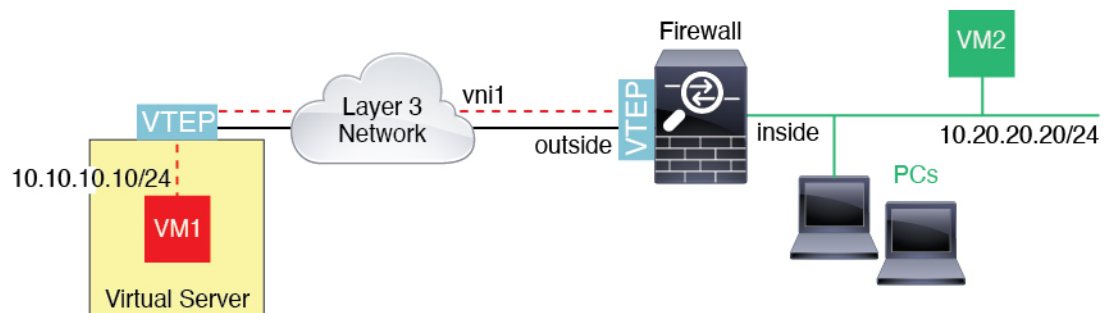 Firewall
VM2
Layer 3
Network
vni1
VTEP
VTEP
outside
inside
10.20.20.20/24
10.10.10.10/24
PCs
VM1
Virtual Server